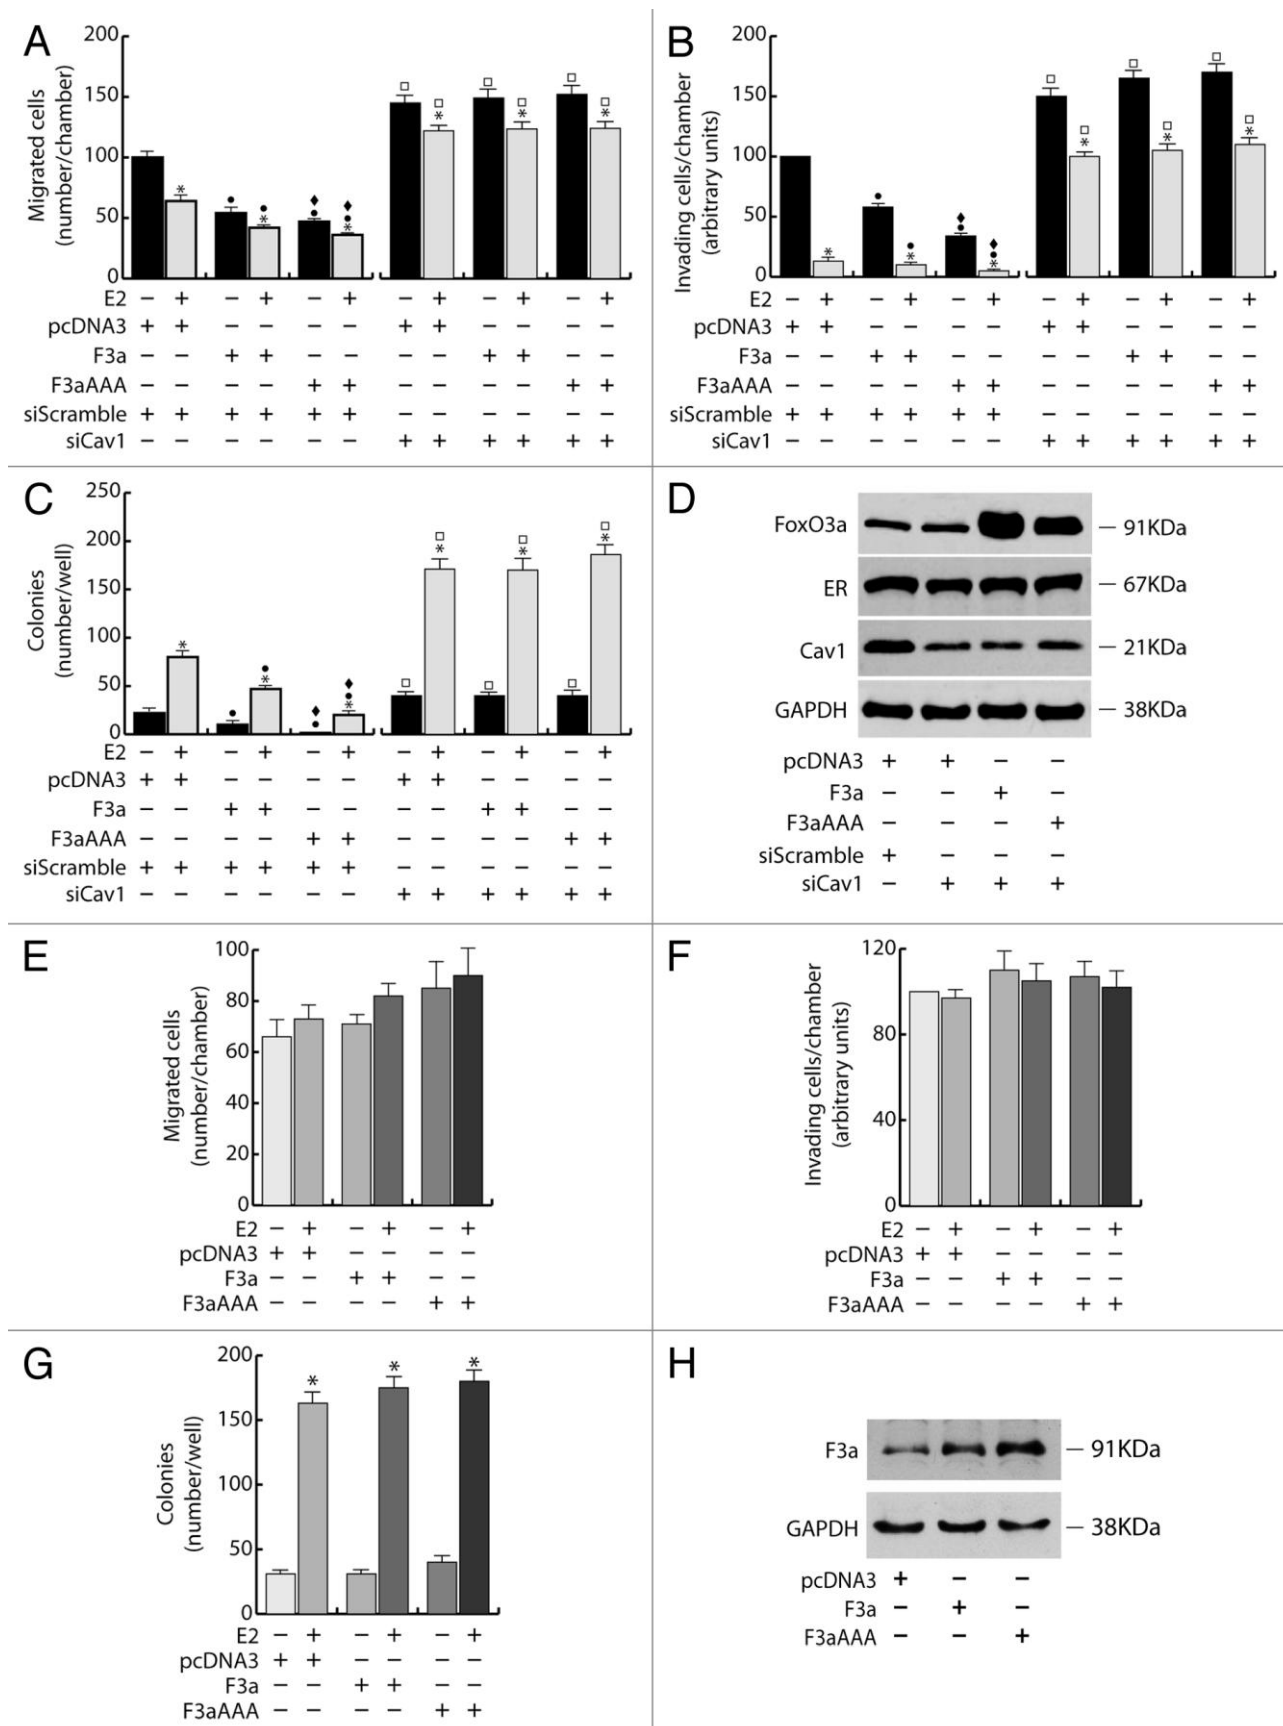 A
Migrated cells
(number/chamber)
200
150
100
50
0
□ □ □ □ □ □
* * * * * *
● ● ● ●
♦ ♦
E2 – + – + – + – + – + – +
pcDNA3 + + – – – – + + – – – –
F3a – – + + – – – – + + – –
F3aAAA – – – – + + – – – – + +
siScramble + + + + + + – – – – – –
siCav1 – – – – – – + + + + + +
B
Invading cells/chamber
(arbitrary units)
200
150
100
50
0
□ □ □ □ □ □
* * * * * *
● ● ● ●
♦ ♦
E2 – + – + – + – + – + – +
pcDNA3 + + – – – – + + – – – –
F3a – – + + – – – – + + – –
F3aAAA – – – – + + – – – – + +
siScramble + + + + + + – – – – – –
siCav1 – – – – – – + + + + + +
C
Colonies
(number/well)
250
200
150
100
50
0
□ □ □ □ □ □
* * * * * *
● ● ● ●
♦ ♦
E2 – + – + – + – + – + – +
pcDNA3 + + – – – – + + – – – –
F3a – – + + – – – – + + – –
F3aAAA – – – – + + – – – – + +
siScramble + + + + + + – – – – – –
siCav1 – – – – – – + + + + + +
D
FoxO3a – 91KDa
ER – 67KDa
Cav1 – 21KDa
GAPDH – 38KDa
pcDNA3 + + – –
F3a – – + –
F3aAAA – – – +
siScramble + – – –
siCav1 – + + +
E
Migrated cells
(number/chamber)
100
80
60
40
20
0
E2 – + – + – +
pcDNA3 + + – – – –
F3a – – + + – –
F3aAAA – – – – + +
F
Invading cells/chamber
(arbitrary units)
120
80
40
0
E2 – + – + – +
pcDNA3 + + – – – –
F3a – – + + – –
F3aAAA – – – – + +
G
Colonies
(number/well)
200
150
100
50
0
* * *
E2 – + – + – +
pcDNA3 + + – – – –
F3a – – + + – –
F3aAAA – – – – + +
H
F3a – 91KDa
GAPDH – 38KDa
pcDNA3 + – –
F3a – + –
F3aAAA – – +